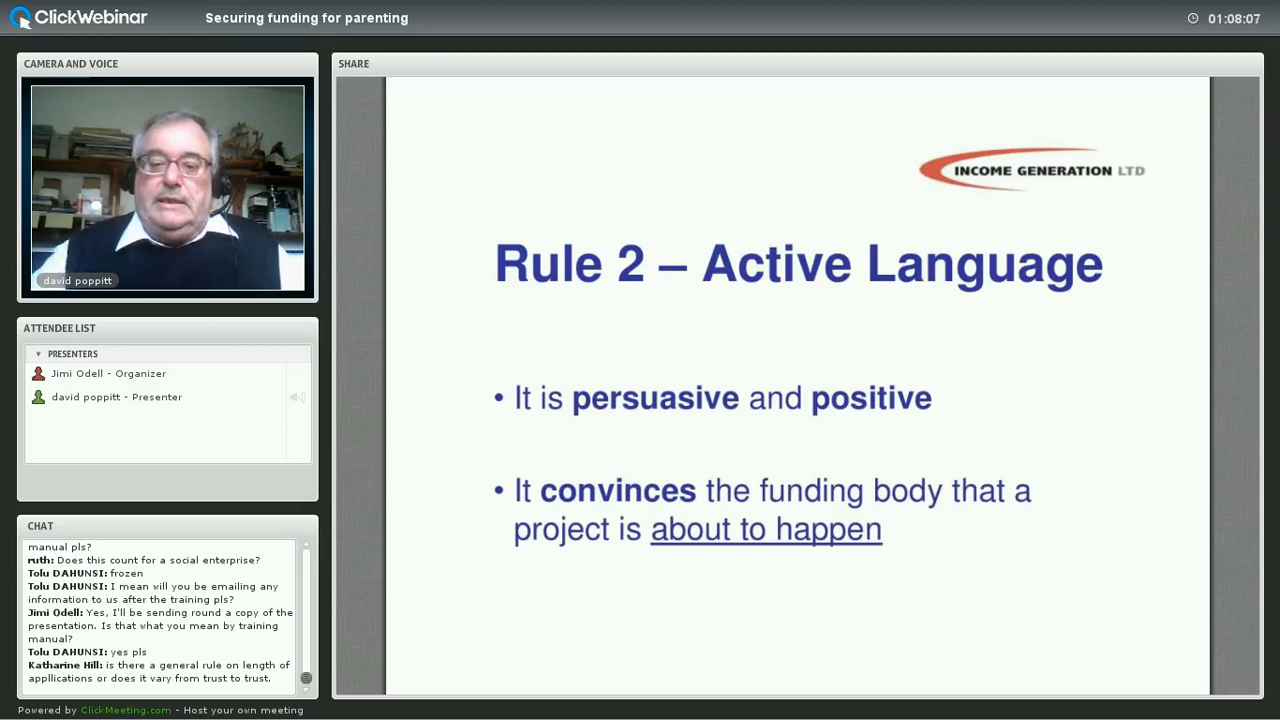 ClickWebinar
Securing funding for parenting
01:08:07
CAMERA AND VOICE
david poppitt
ATTENDEE LIST
PRESENTERS
Jimi Odell - Organizer
david poppitt - Presenter
CHAT
manual pls?
ruth: Does this count for a social enterprise?
Tolu DAHUNSI: frozen
Tolu DAHUNSI: I mean will you be emailing any
information to us after the training pls?
Jimi Odell: Yes, I'll be sending round a copy of the
presentation. Is that what you mean by training
manual?
Tolu DAHUNSI: yes pls
Katharine Hill: is there a general rule on length of
appllications or does it vary from trust to trust.
SHARE
INCOME GENERATION LTD
Rule 2 – Active Language
• It is persuasive and positive
• It convinces the funding body that a
project is about to happen
Powered by ClickMeeting.com - Host your own meeting